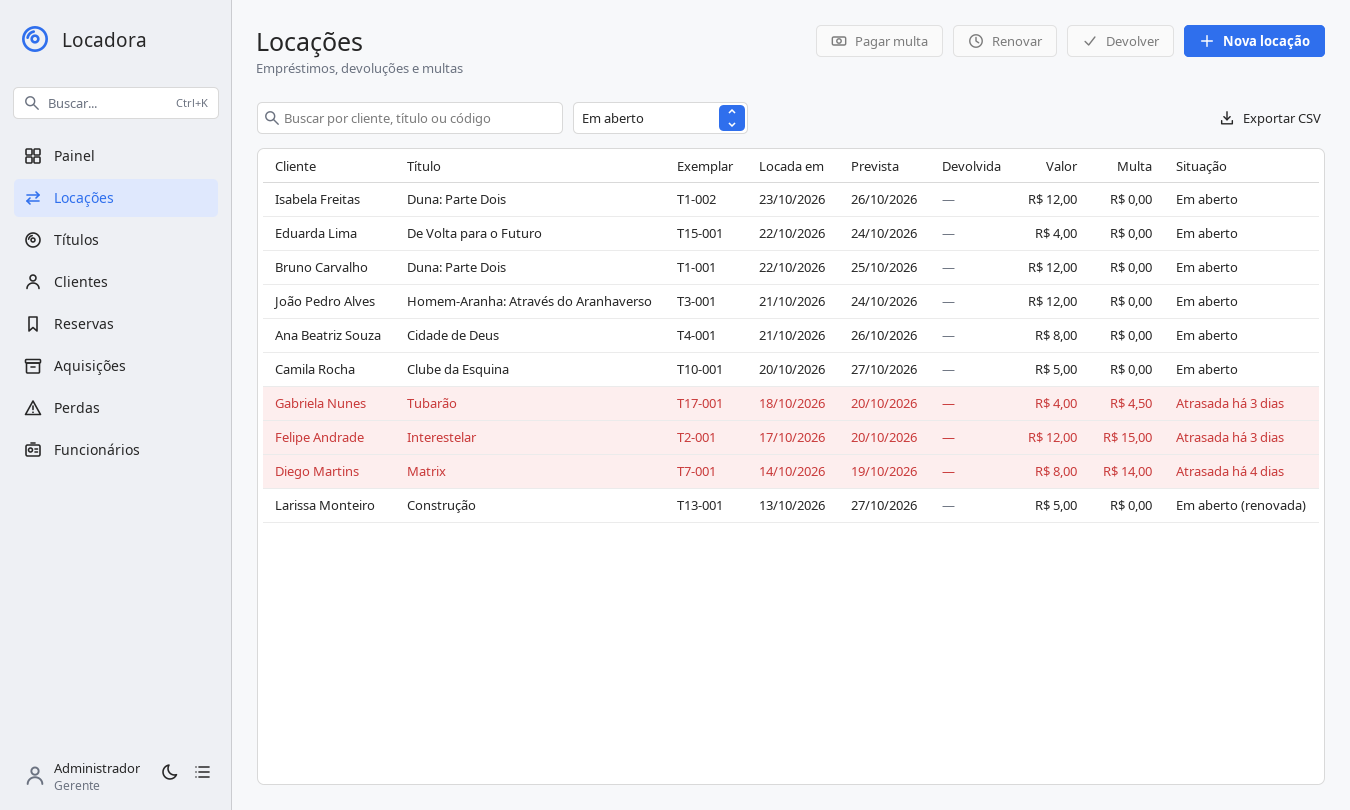 Locadora
Buscar... Ctrl+K
Painel
Locações
Títulos
Clientes
Reservas
Aquisições
Perdas
Funcionários
Administrador
Gerente
Locações
Empréstimos, devoluções e multas
Pagar multa Renovar Devolver Nova locação
Buscar por cliente, título ou código Em aberto Exportar CSV
Cliente Título Exemplar Locada em Prevista Devolvida Valor Multa Situação
Isabela Freitas Duna: Parte Dois T1-002 23/10/2026 26/10/2026 — R$ 12,00 R$ 0,00 Em aberto
Eduarda Lima De Volta para o Futuro T15-001 22/10/2026 24/10/2026 — R$ 4,00 R$ 0,00 Em aberto
Bruno Carvalho Duna: Parte Dois T1-001 22/10/2026 25/10/2026 — R$ 12,00 R$ 0,00 Em aberto
João Pedro Alves Homem-Aranha: Através do Aranhaverso T3-001 21/10/2026 24/10/2026 — R$ 12,00 R$ 0,00 Em aberto
Ana Beatriz Souza Cidade de Deus T4-001 21/10/2026 26/10/2026 — R$ 8,00 R$ 0,00 Em aberto
Camila Rocha Clube da Esquina T10-001 20/10/2026 27/10/2026 — R$ 5,00 R$ 0,00 Em aberto
Gabriela Nunes Tubarão T17-001 18/10/2026 20/10/2026 — R$ 4,00 R$ 4,50 Atrasada há 3 dias
Felipe Andrade Interestelar T2-001 17/10/2026 20/10/2026 — R$ 12,00 R$ 15,00 Atrasada há 3 dias
Diego Martins Matrix T7-001 14/10/2026 19/10/2026 — R$ 8,00 R$ 14,00 Atrasada há 4 dias
Larissa Monteiro Construção T13-001 13/10/2026 27/10/2026 — R$ 5,00 R$ 0,00 Em aberto (renovada)